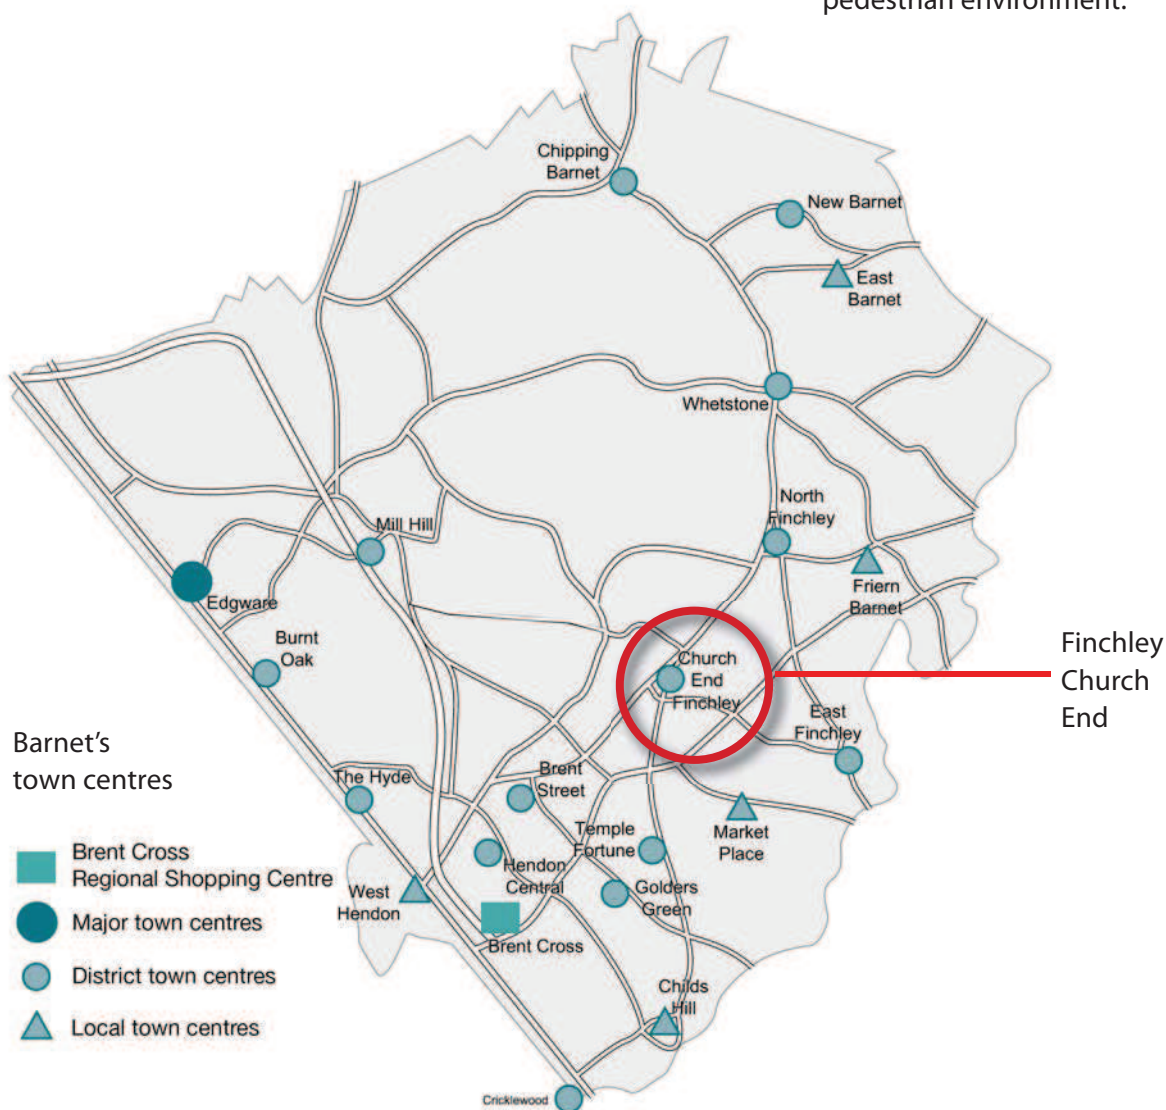 pedestrian environment.
Chipping
Barnet
New Barnet
East
Barnet
Whetstone
North
Finchley
Mill Hill
Edgware
Friern
Barnet
Burnt
Oak
Church
End
Finchley
Finchley
Church
End
East
Finchley
Barnet's
town centres
The Hyde
Brent
Street
Market
Place
Temple
Fortune
Hendon
Central
Golders
Green
West
Hendon
Brent Cross
Childs
Hill
Cricklewood
Brent Cross
Regional Shopping Centre
Major town centres
District town centres
Local town centres